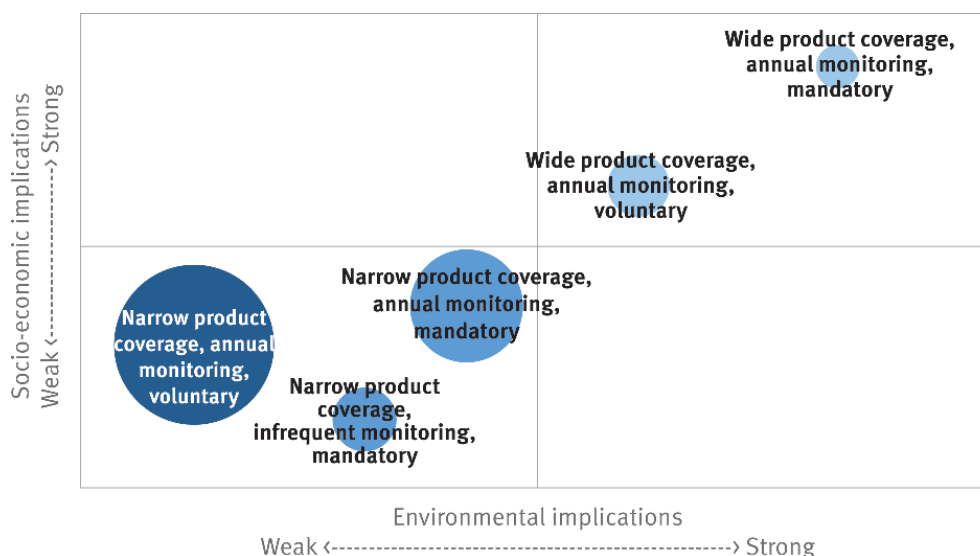 Wide product coverage,
annual monitoring,
mandatory
Wide product coverage,
annual monitoring,
voluntary
Narrow product coverage,
annual monitoring,
mandatory
Narrow product
coverage, annual
monitoring,
voluntary
Narrow product
coverage,
infrequent monitoring,
mandatory
Socio-economic implications
Weak <-----------------> Strong
Environmental implications
Weak <------------------------------------------------> Strong